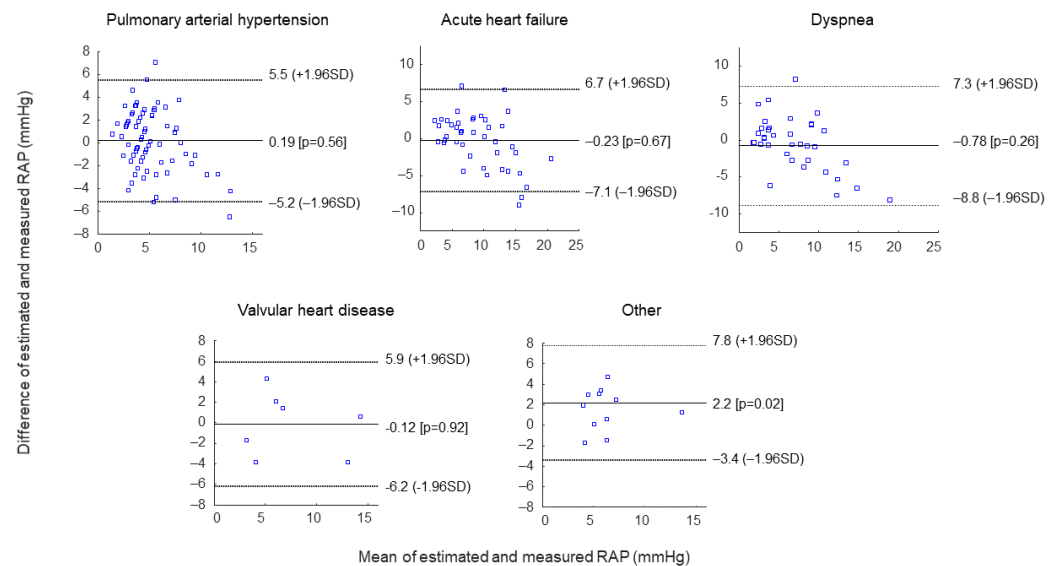 Pulmonary arterial hypertension
Acute heart failure
Dyspnea
Difference of estimated and measured RAP (mmHg)
8
6
4
2
0
–2
–4
–6
–8
0
5
10
15
5.5 (+1.96SD)
0.19 [p=0.56]
–5.2 (–1.96SD)
10
5
0
–5
–10
0
5
10
15
20
25
6.7 (+1.96SD)
–0.23 [p=0.67]
–7.1 (–1.96SD)
10
5
0
-5
-10
0
5
10
15
20
25
7.3 (+1.96SD)
–0.78 [p=0.26]
–8.8 (–1.96SD)
Valvular heart disease
Other
8
6
4
2
0
–2
–4
–6
–8
0
5
10
15
5.9 (+1.96SD)
-0.12 [p=0.92]
-6.2 (-1.96SD)
8
6
4
2
0
–2
–4
–6
–8
0
5
10
15
7.8 (+1.96SD)
2.2 [p=0.02]
–3.4 (–1.96SD)
Mean of estimated and measured RAP (mmHg)